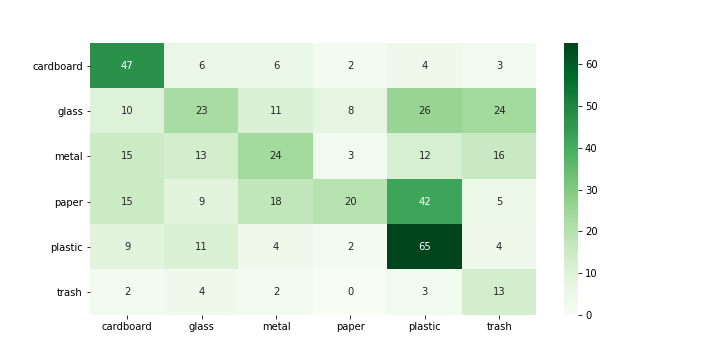 cardboard 47 6 6 2 4 3
60
glass 10 23 11 8 26 24
50
metal 15 13 24 3 12 16
40
30
paper 15 9 18 20 42 5
20
plastic 9 11 4 2 65 4
10
trash 2 4 2 0 3 13
0
cardboard glass metal paper plastic trash